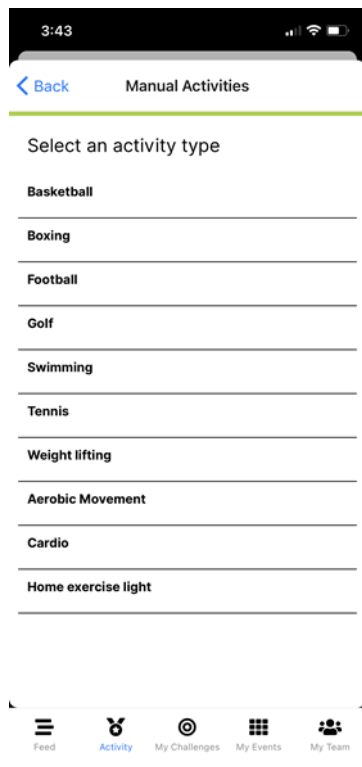 3:43
Back
Manual Activities
Select an activity type
Basketball
Boxing
Football
Golf
Swimming
Tennis
Weight lifting
Aerobic Movement
Cardio
Home exercise light
Feed
Activity
My Challenges
My Events
My Team